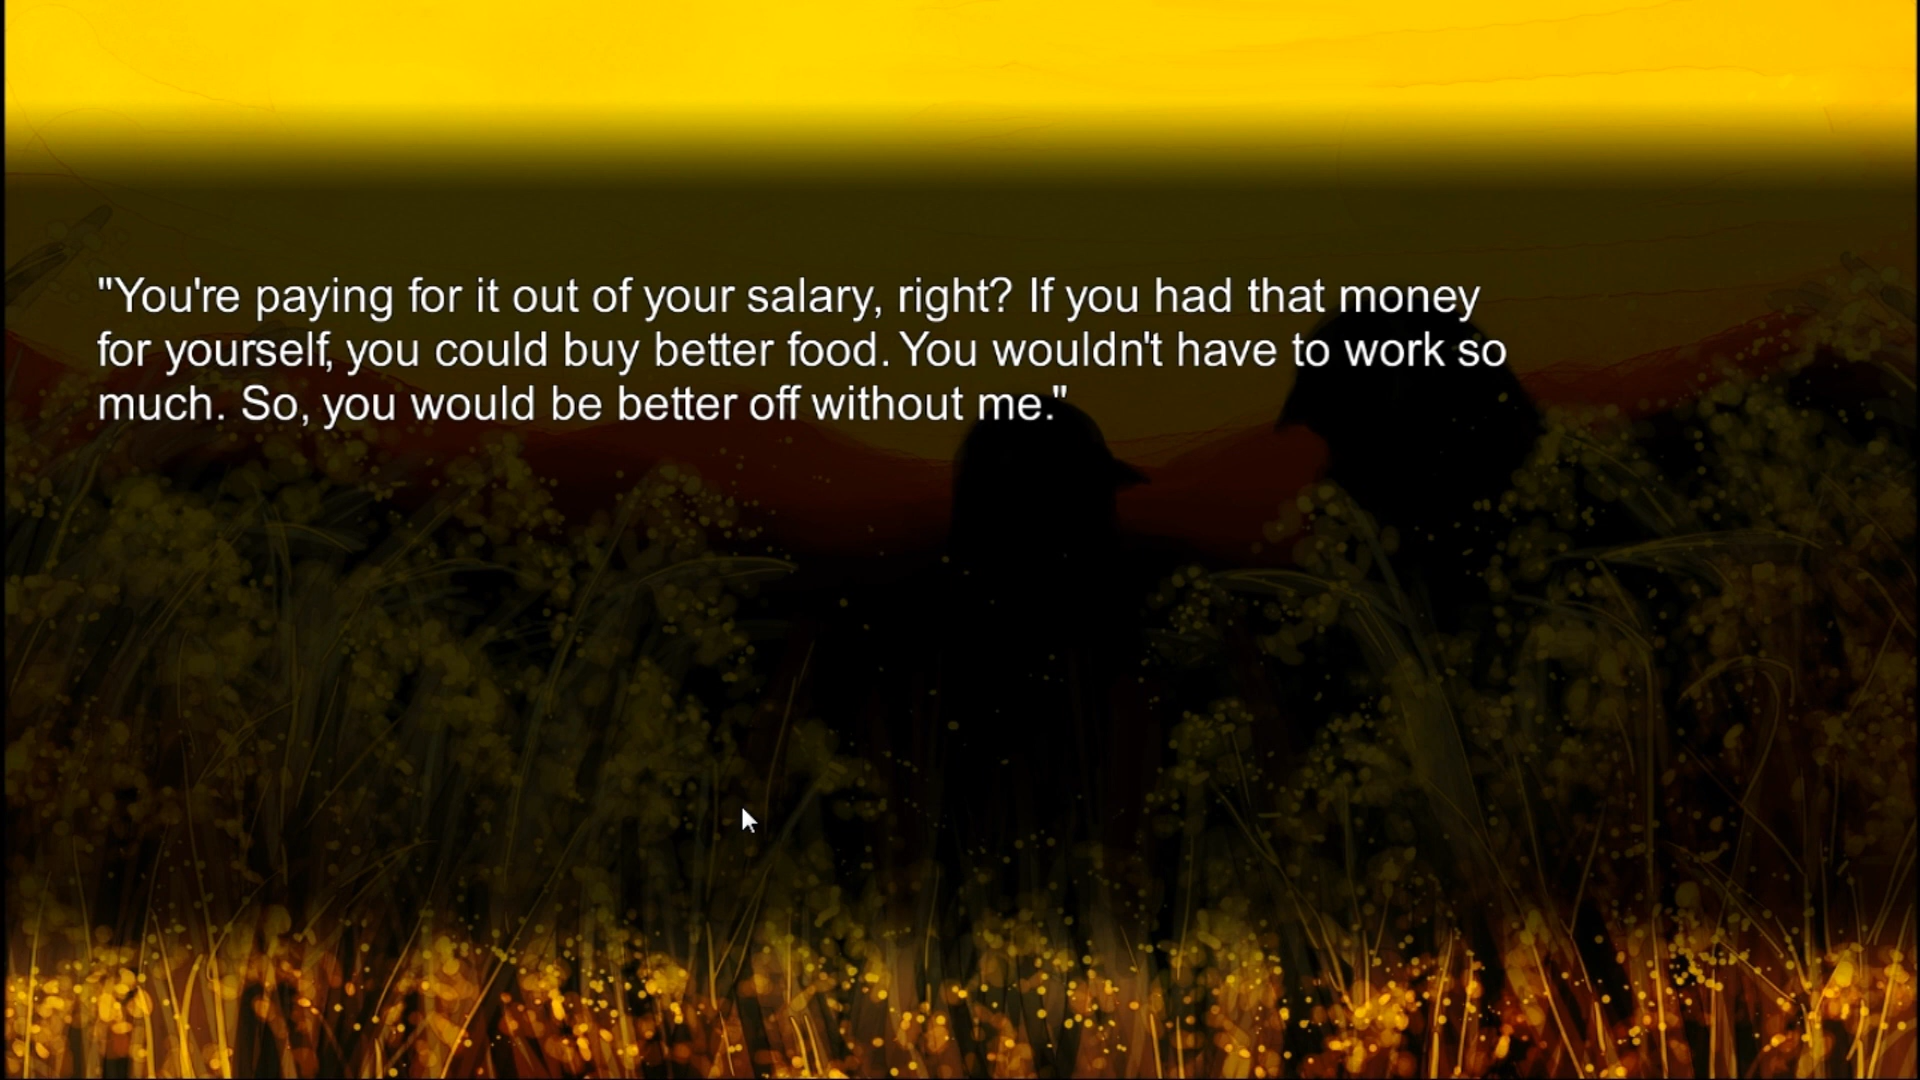 "You're paying for it out of your salary, right? If you had that money
for yourself, you could buy better food. You wouldn't have to work so
much. So, you would be better off without me."